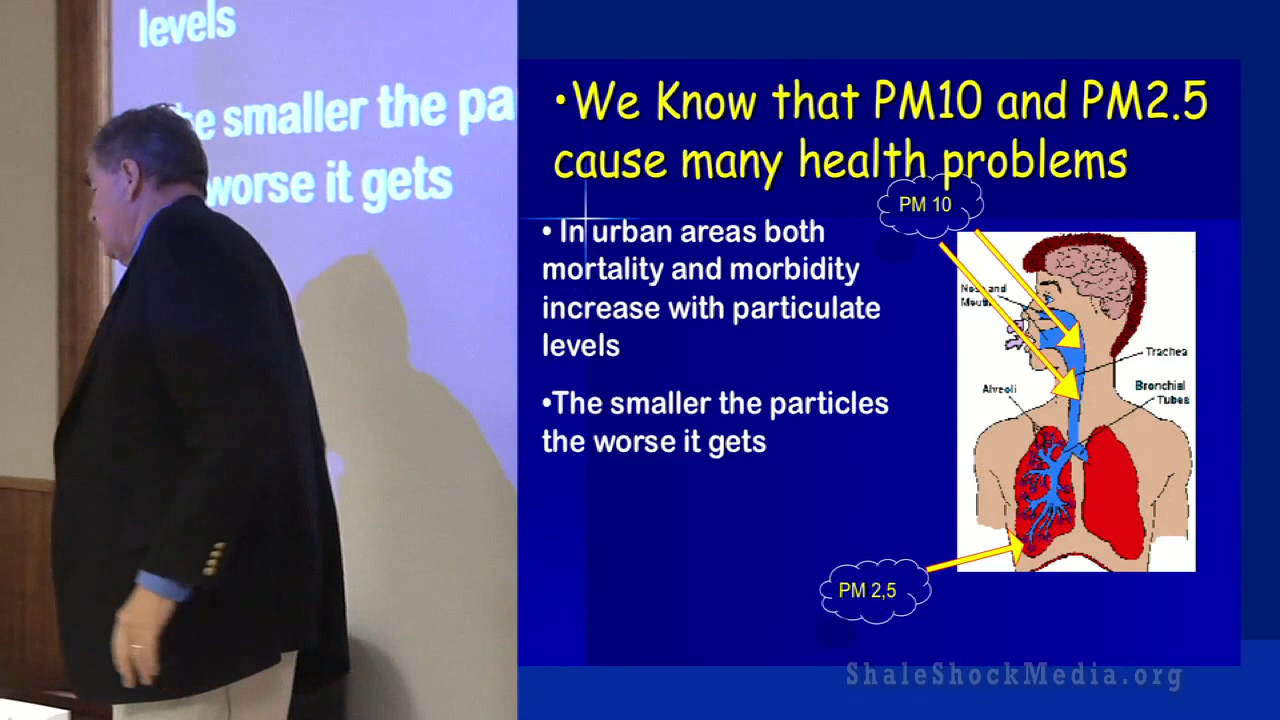 levels
he smaller the pa
worse it gets
•We Know that PM10 and PM2.5
cause many health problems
PM 10
• In urban areas both
mortality and morbidity
increase with particulate
levels
•The smaller the particles
the worse it gets
Nose and
Mouth
Trachea
Alveoli
Bronchial
Tubes
PM 2,5
ShaleShockMedia.org